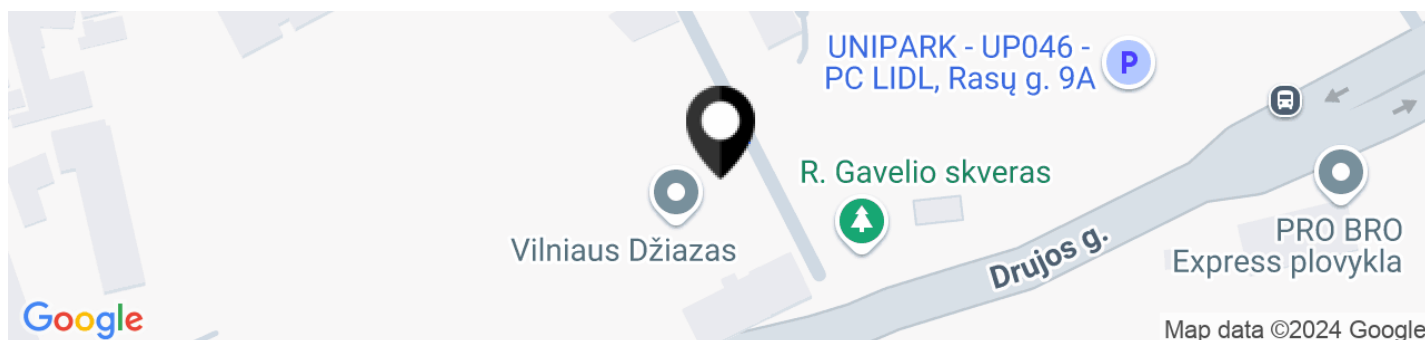 UNIPARK - UP046 -
PC LIDL, Rasų g. 9A
P
R. Gavelio skveras
Vilniaus Džiazas
Drujos g.
PRO BRO
Express plovykla
Google
Map data ©2024 Google